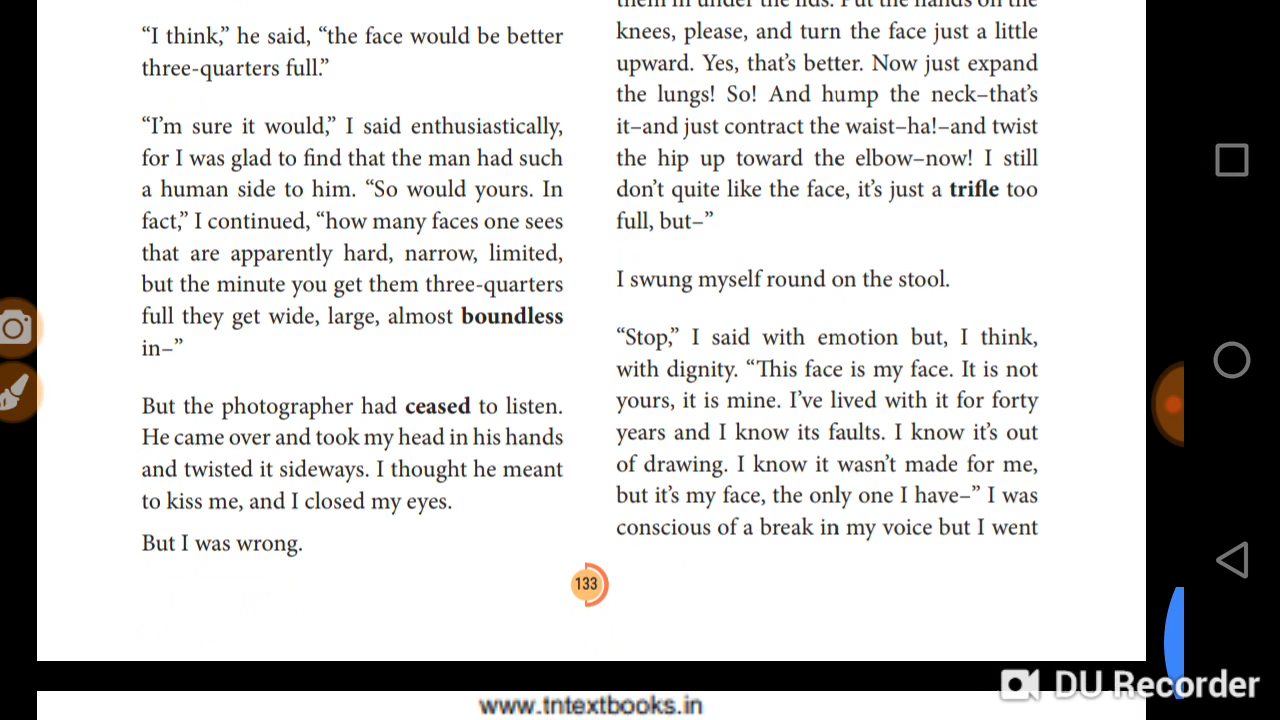 “I think,” he said, “the face would be better
three-quarters full.”
“I’m sure it would,” I said enthusiastically,
for I was glad to find that the man had such
a human side to him. “So would yours. In
fact,” I continued, “how many faces one sees
that are apparently hard, narrow, limited,
but the minute you get them three-quarters
full they get wide, large, almost boundless
in–”
But the photographer had ceased to listen.
He came over and took my head in his hands
and twisted it sideways. I thought he meant
to kiss me, and I closed my eyes.
But I was wrong.
them in under the lids. Put the hands on the
knees, please, and turn the face just a little
upward. Yes, that’s better. Now just expand
the lungs! So! And hump the neck–that’s
it–and just contract the waist–ha!–and twist
the hip up toward the elbow–now! I still
don’t quite like the face, it’s just a trifle too
full, but–”
I swung myself round on the stool.
“Stop,” I said with emotion but, I think,
with dignity. “This face is my face. It is not
yours, it is mine. I’ve lived with it for forty
years and I know its faults. I know it’s out
of drawing. I know it wasn’t made for me,
but it’s my face, the only one I have–” I was
conscious of a break in my voice but I went
133
DU Recorder
www.tntextbooks.in